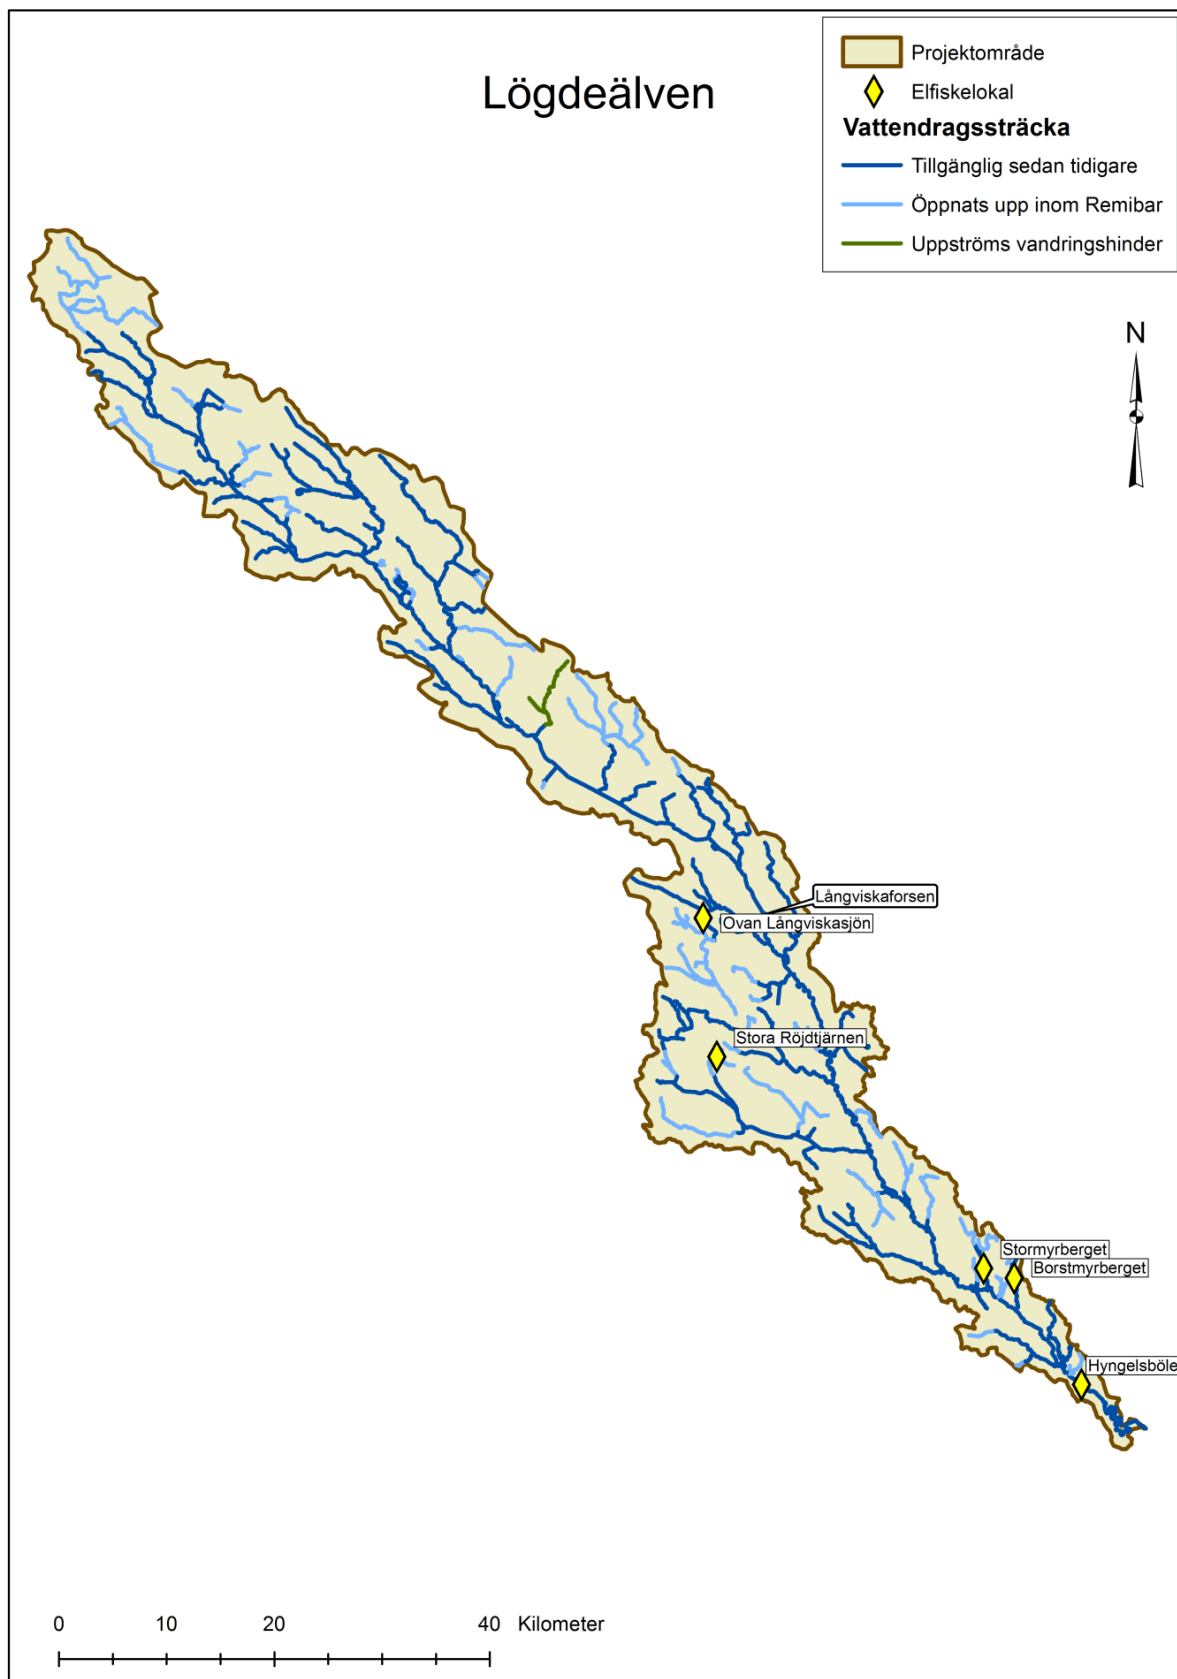 Lögdeälven
Projektområde
Elfiskelokal
Vattendragssträcka
Tillgänglig sedan tidigare
Öppnats upp inom Remibar
Uppströms vandringshinder
N
Långviskaforsen
Ovan Långviskasjön
Stora Röjdtjärnen
Stormyrberget
Borstmyrberget
Hyngelsböle
0 10 20 40 Kilometer